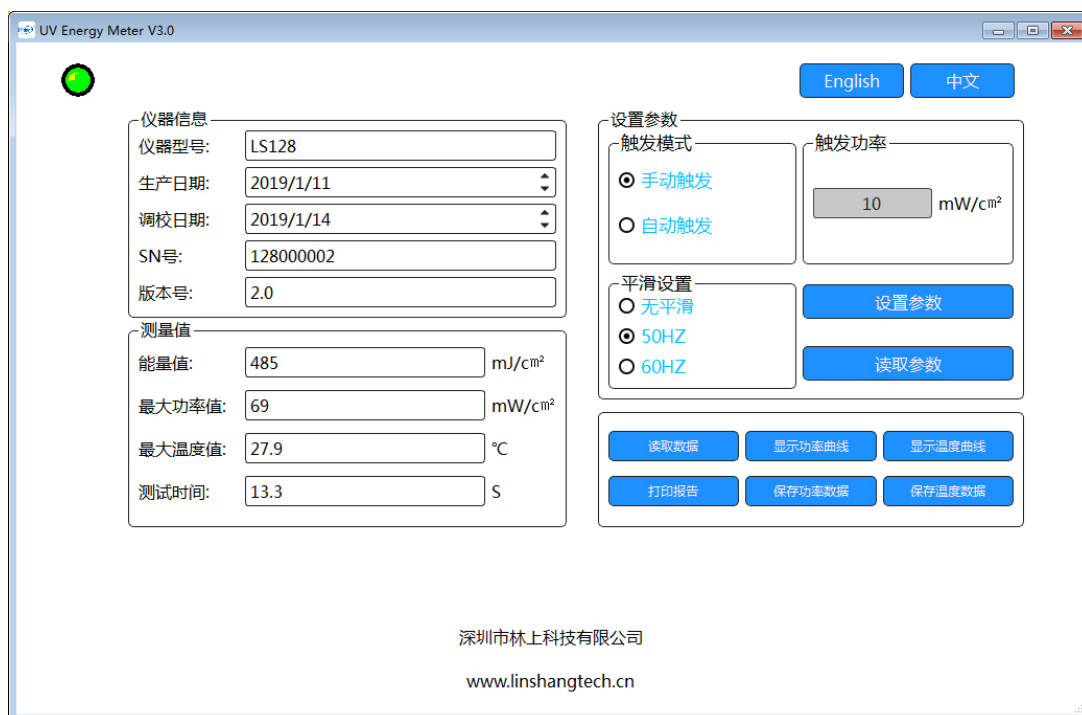 UV Energy Meter V3.0
English 中文
仪器信息
仪器型号: LS128
生产日期: 2019/1/11
调校日期: 2019/1/14
SN号: 128000002
版本号: 2.0
测量值
能量值: 485 mJ/cm²
最大功率值: 69 mW/cm²
最大温度值: 27.9 ℃
测试时间: 13.3 S
设置参数
触发模式
手动触发
自动触发
触发功率
10 mW/cm²
平滑设置
无平滑
50HZ
60HZ
设置参数
读取参数
读取数据 显示功率曲线 显示温度曲线
打印报告 保存功率数据 保存温度数据
深圳市林上科技有限公司
www.linshangtech.cn